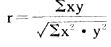 r = Σxy / √Σx² · y²